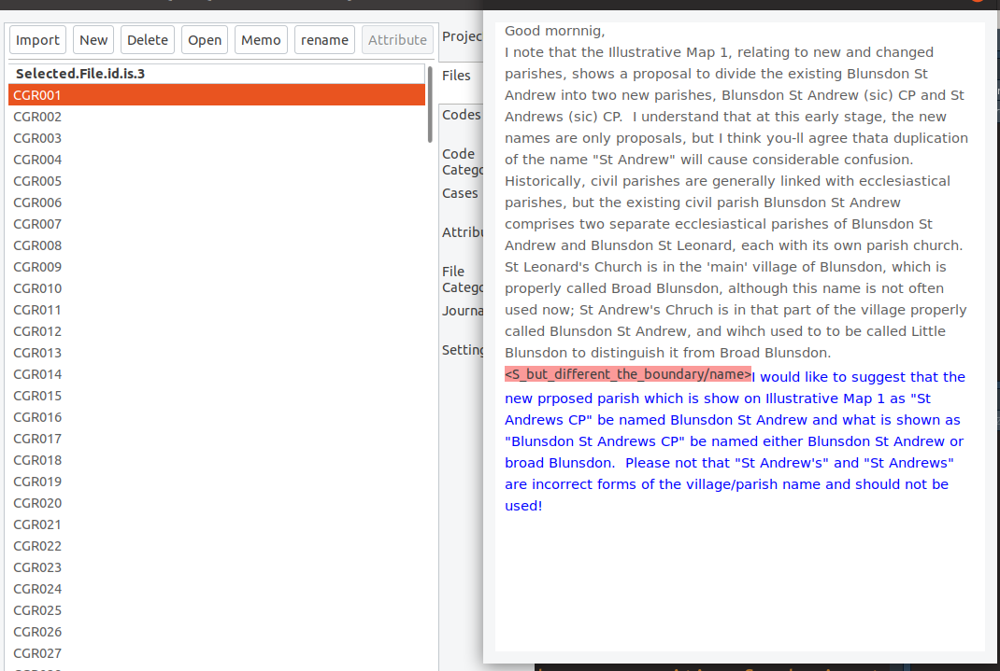 Import New Delete Open Memo rename Attribute
Selected.File.id.is.3
CGR001
CGR002
CGR003
CGR004
CGR005
CGR006
CGR007
CGR008
CGR009
CGR010
CGR011
CGR012
CGR013
CGR014
CGR015
CGR016
CGR017
CGR018
CGR019
CGR020
CGR021
CGR022
CGR023
CGR024
CGR025
CGR026
CGR027
Projec
Files
Codes
Code
Catego
Cases
Attribu
File
Catego
Journa
Setting
Good mornnig,
I note that the Illustrative Map 1, relating to new and changed
parishes, shows a proposal to divide the existing Blunsdon St
Andrew into two new parishes, Blunsdon St Andrew (sic) CP and St
Andrews (sic) CP.  I understand that at this early stage, the new
names are only proposals, but I think you-ll agree thata duplication
of the name "St Andrew" will cause considerable confusion.
Historically, civil parishes are generally linked with ecclesiastical
parishes, but the existing civil parish Blunsdon St Andrew
comprises two separate ecclesiastical parishes of Blunsdon St
Andrew and Blunsdon St Leonard, each with its own parish church.
St Leonard's Church is in the 'main' village of Blunsdon, which is
properly called Broad Blunsdon, although this name is not often
used now; St Andrew's Chruch is in that part of the village properly
called Blunsdon St Andrew, and wihch used to to be called Little
Blunsdon to distinguish it from Broad Blunsdon.
<S_but_different_the_boundary/name>I would like to suggest that the
new prposed parish which is show on Illustrative Map 1 as "St
Andrews CP" be named Blunsdon St Andrew and what is shown as
"Blunsdon St Andrews CP" be named either Blunsdon St Andrew or
broad Blunsdon.  Please not that "St Andrew's" and "St Andrews"
are incorrect forms of the village/parish name and should not be
used!